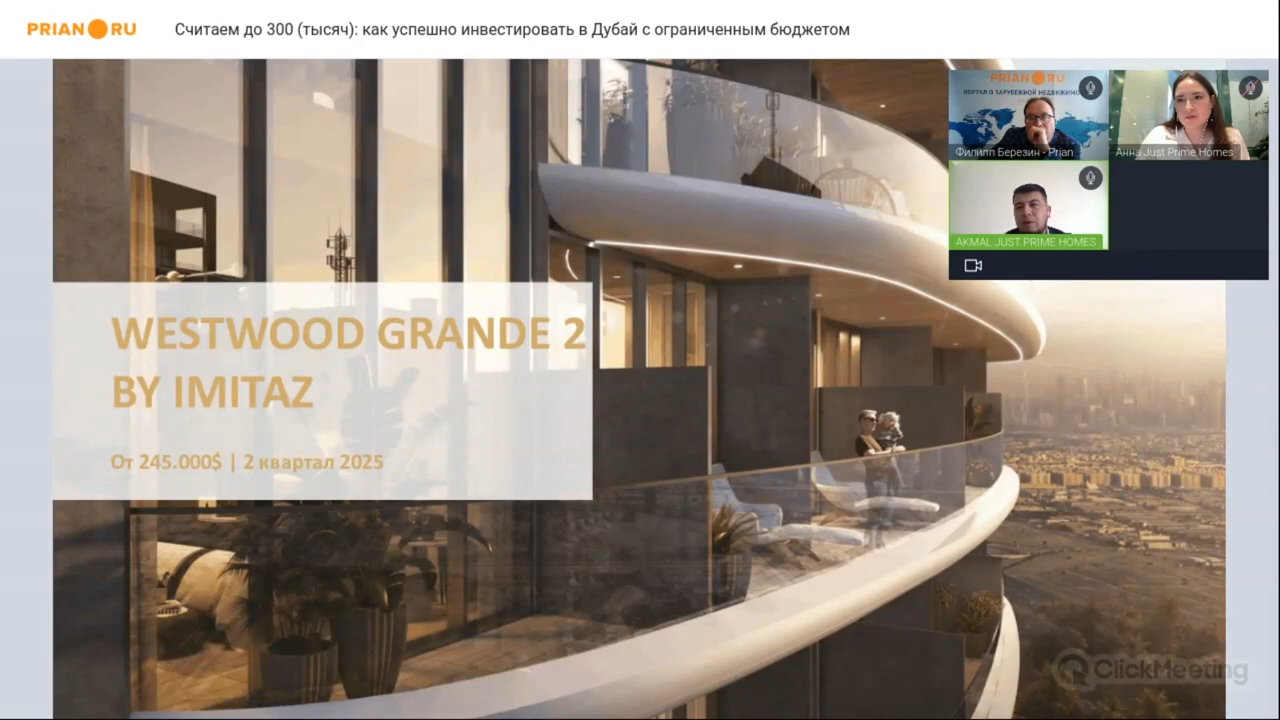 PRIAN RU
Считаем до 300 (тысяч): как успешно инвестировать в Дубай с ограниченным бюджетом
PRIAN RU
ПОРТАЛ О ЗАРУБЕЖНОЙ НЕДВИЖИМО
Филипп Березин - Prian
Анна Just Prime Homes
AKMAL JUST PRIME HOMES
WESTWOOD GRANDE 2
BY IMITAZ
От 245.000$ | 2 квартал 2025
ClickMeeting